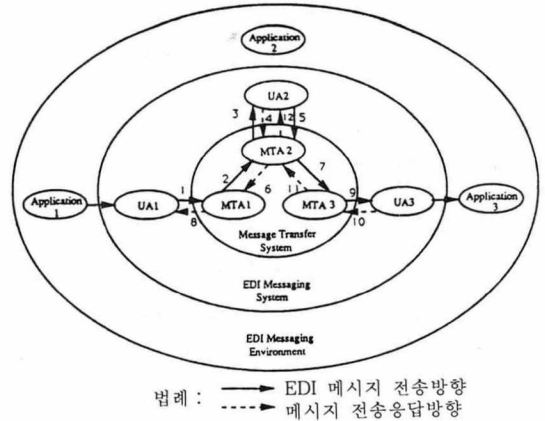 Application
2
UA2
3
4
12
5
MTA 2
2
7
6
11
Application
1
UA1
1
MTA1
8
MTA 3
9
10
UA3
Application
3
Message Transfer
System
EDI Messaging
System
EDI Messaging
Environment
법례 : EDI 메시지 전송방향
메시지 전송응답방향